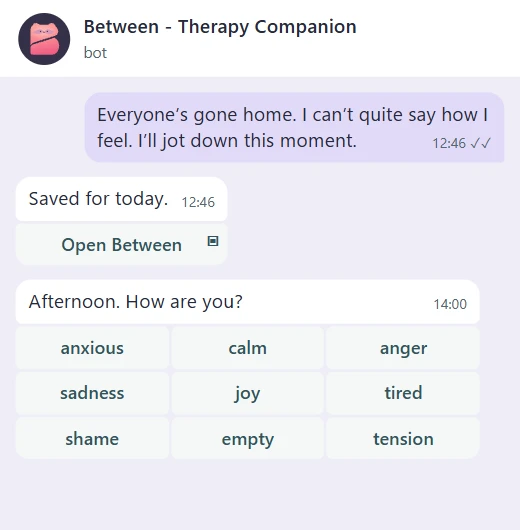 Between - Therapy Companion
bot
Everyone’s gone home. I can’t quite say how I
feel. I’ll jot down this moment. 12:46
Saved for today. 12:46
Open Between
Afternoon. How are you? 14:00
anxious calm anger
sadness joy tired
shame empty tension